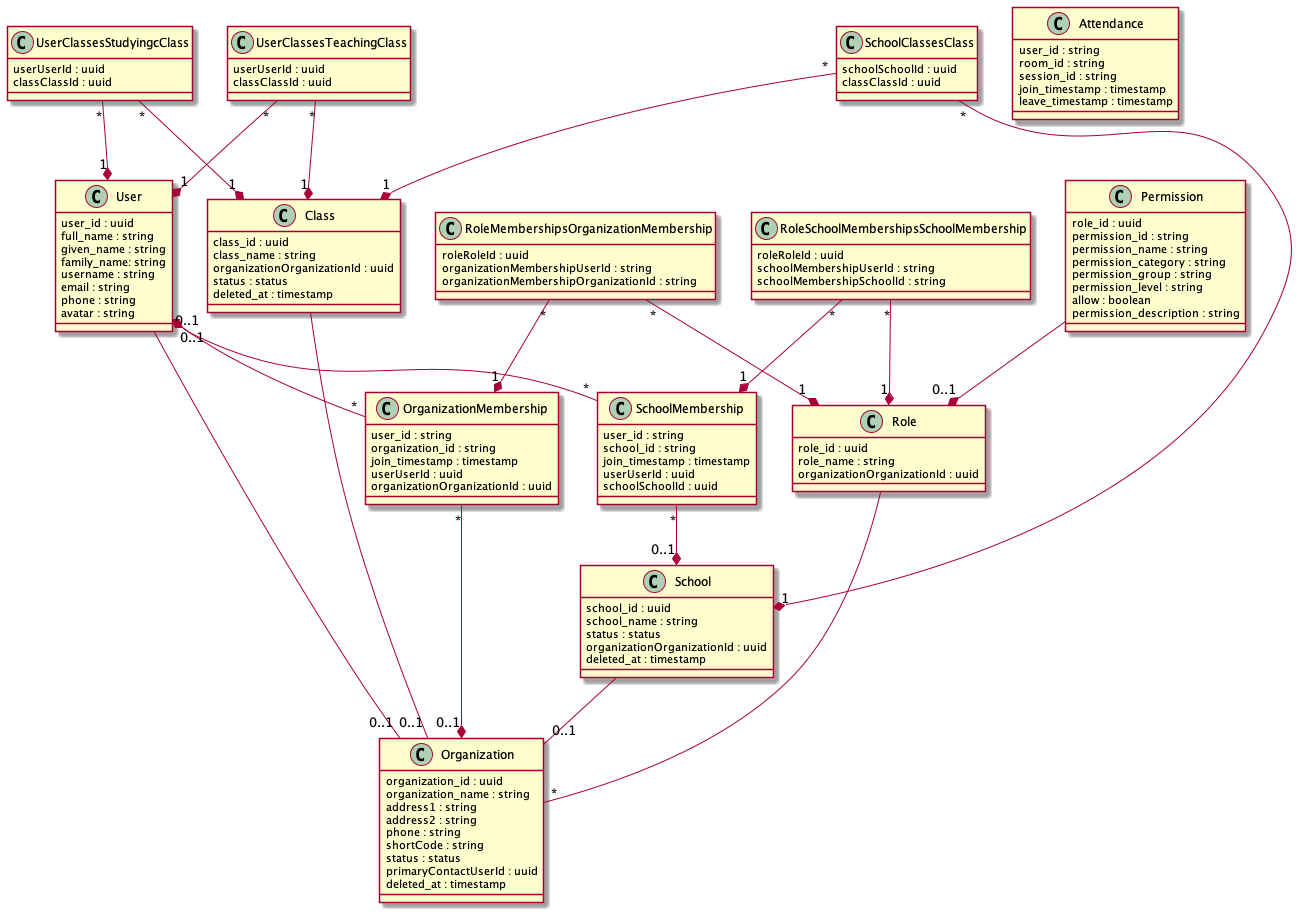 C UserClassesStudyingcClass
userUserId : uuid
classClassId : uuid
C UserClassesTeachingClass
userUserId : uuid
classClassId : uuid
C SchoolClassesClass
schoolSchoolId : uuid
classClassId : uuid
C Attendance
user_id : string
room_id : string
session_id : string
join_timestamp : timestamp
leave_timestamp : timestamp
* * * * * *
1 1 1 1 1
C User
user_id : uuid
full_name : string
given_name : string
family_name: string
username : string
email : string
phone : string
avatar : string
C Class
class_id : uuid
class_name : string
organizationOrganizationId : uuid
status : status
deleted_at : timestamp
C RoleMembershipsOrganizationMembership
roleRoleId : uuid
organizationMembershipUserId : string
organizationMembershipOrganizationId : string
C RoleSchoolMembershipsSchoolMembership
roleRoleId : uuid
schoolMembershipUserId : string
schoolMembershipSchoolId : string
C Permission
role_id : uuid
permission_id : string
permission_name : string
permission_category : string
permission_group : string
permission_level : string
allow : boolean
permission_description : string
0..1
0..1
* * * *
* 1 * 1 1 1 0..1
C OrganizationMembership
user_id : string
organization_id : string
join_timestamp : timestamp
userUserId : uuid
organizationOrganizationId : uuid
C SchoolMembership
user_id : string
school_id : string
join_timestamp : timestamp
userUserId : uuid
schoolSchoolId : uuid
C Role
role_id : uuid
role_name : string
organizationOrganizationId : uuid
* *
0..1
C School
school_id : uuid
school_name : string
status : status
organizationOrganizationId : uuid
deleted_at : timestamp
1
0..1 0..1 0..1 0..1
C Organization
organization_id : uuid
organization_name : string
address1 : string
address2 : string
phone : string
shortCode : string
status : status
primaryContactUserId : uuid
deleted_at : timestamp
*